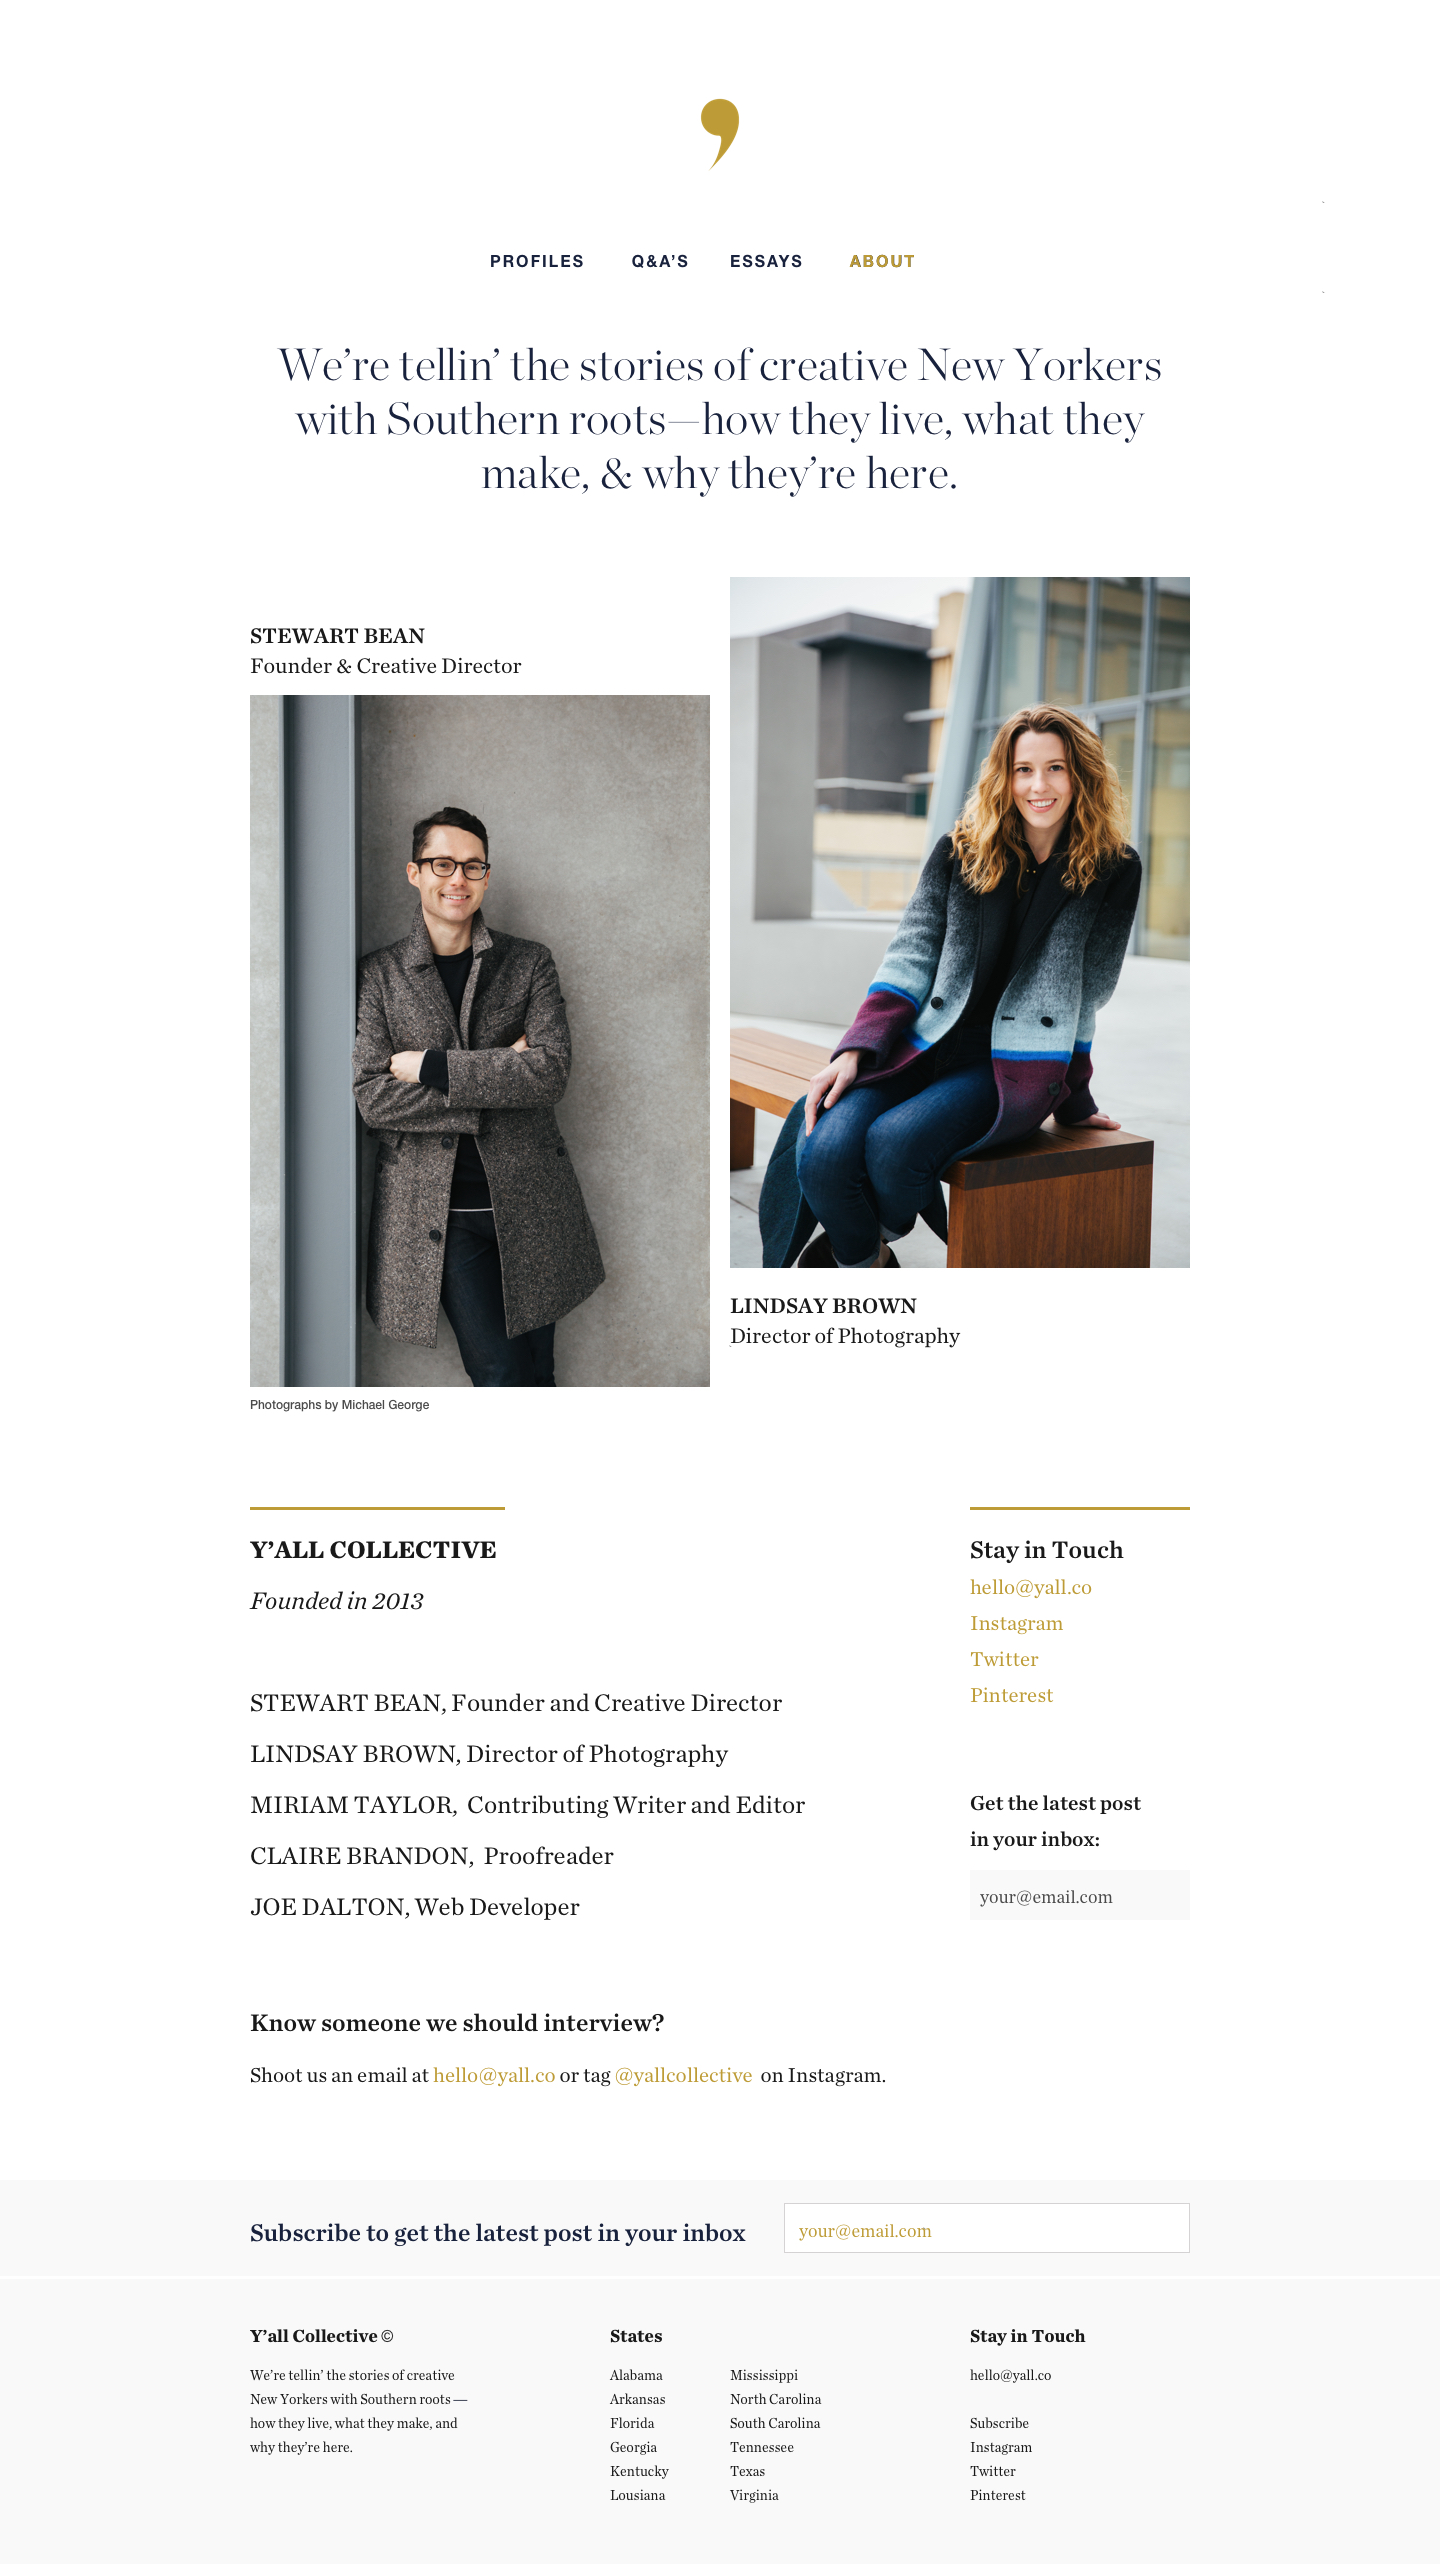 PROFILES Q&A’S ESSAYS ABOUT
We’re tellin’ the stories of creative New Yorkers
with Southern roots—how they live, what they
make, & why they’re here.
STEWART BEAN
Founder & Creative Director
LINDSAY BROWN
Director of Photography
Photographs by Michael George
Y’ALL COLLECTIVE
Founded in 2013
STEWART BEAN, Founder and Creative Director
LINDSAY BROWN, Director of Photography
MIRIAM TAYLOR, Contributing Writer and Editor
CLAIRE BRANDON, Proofreader
JOE DALTON, Web Developer
Stay in Touch
hello@yall.co
Instagram
Twitter
Pinterest
Get the latest post
in your inbox:
your@email.com
Know someone we should interview?
Shoot us an email at hello@yall.co or tag @yallcollective on Instagram.
Subscribe to get the latest post in your inbox
your@email.com
Y’all Collective ©
We’re tellin’ the stories of creative
New Yorkers with Southern roots —
how they live, what they make, and
why they’re here.
States
Alabama
Arkansas
Florida
Georgia
Kentucky
Lousiana
Mississippi
North Carolina
South Carolina
Tennessee
Texas
Virginia
Stay in Touch
hello@yall.co
Subscribe
Instagram
Twitter
Pinterest